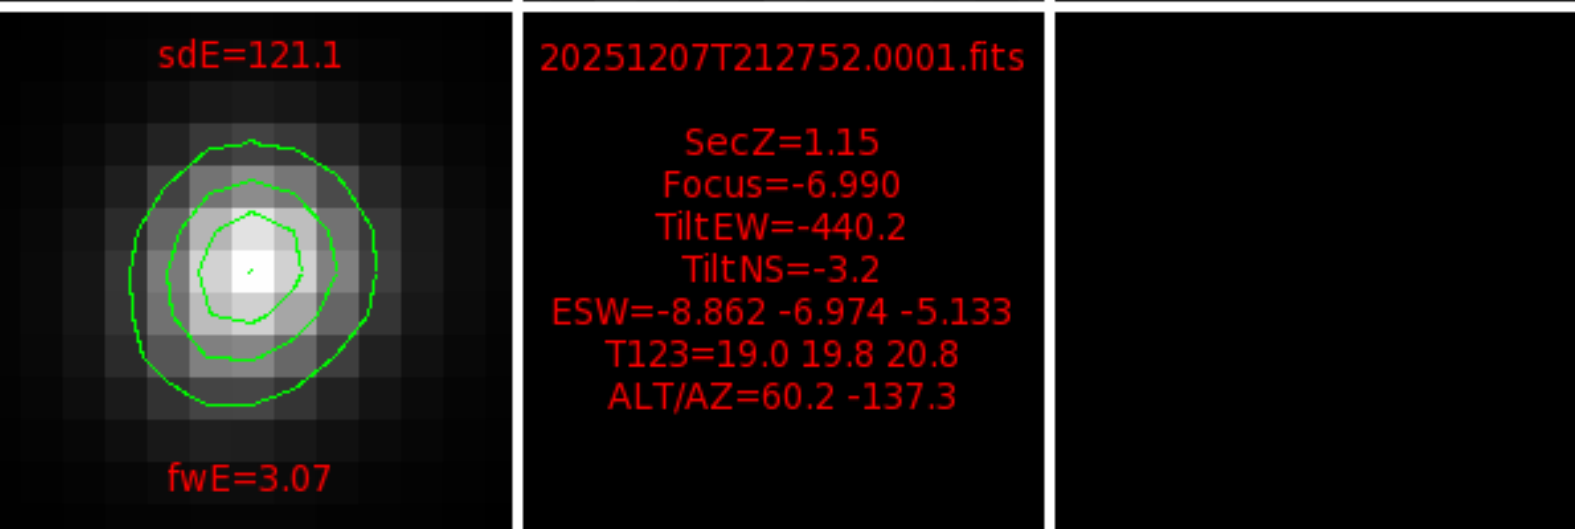 sdE=121.1
fwE=3.07
20251207T212752.0001.fits
SecZ=1.15
Focus=-6.990
TiltEW=-440.2
TiltNS=-3.2
ESW=-8.862 -6.974 -5.133
T123=19.0 19.8 20.8
ALT/AZ=60.2 -137.3